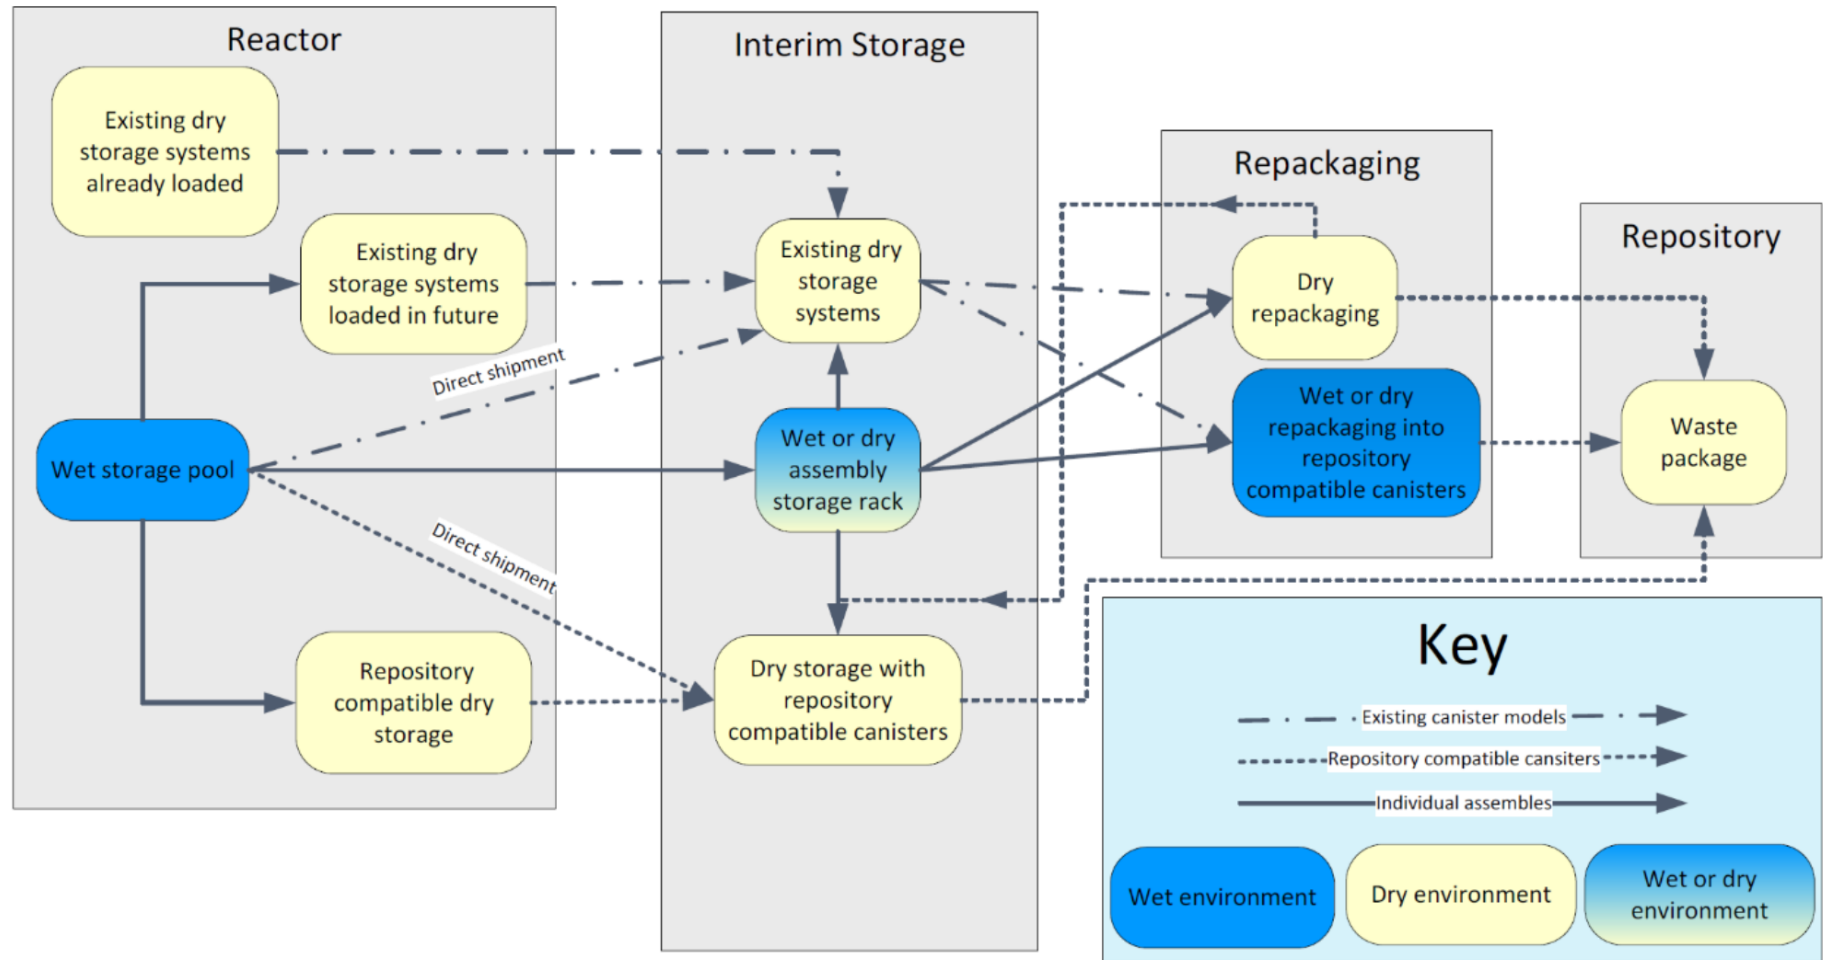 Reactor
Existing dry
storage systems
already loaded
Existing dry
storage systems
loaded in future
Direct shipment
Wet storage pool
Direct shipment
Repository
compatible dry
storage
Interim Storage
Existing dry
storage
systems
Wet or dry
assembly
storage rack
Dry storage with
repository
compatible canisters
Repackaging
Dry
repackaging
Wet or dry
repackaging into
repository
compatible canisters
Repository
Waste
package
Key
Existing canister models
Repository compatible cansiters
Individual assembles
Wet environment
Dry environment
Wet or dry
environment